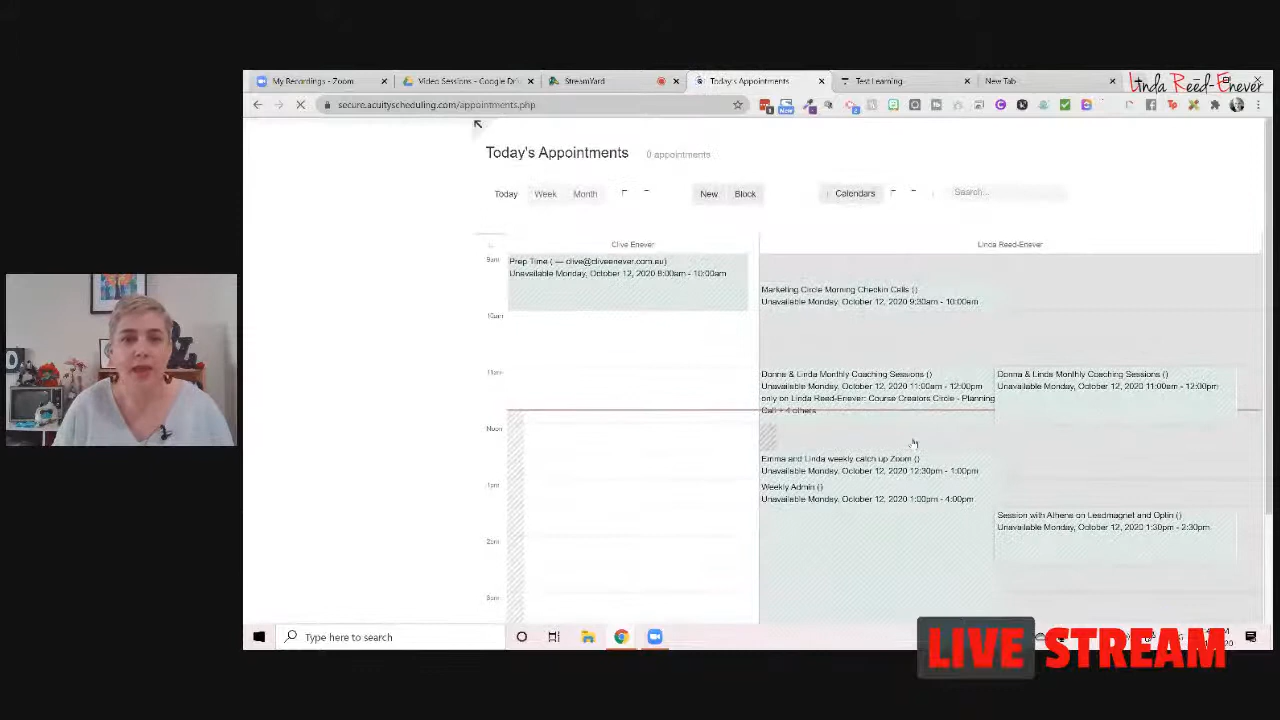 My Recordings - Zoom
Video Sessions - Google Dri
StreamYard
Today's Appointments
Test Learning
New Tab
Linda Reed-Enever
secure.acuityscheduling.com/appointments.php
New
Today's Appointments
0 appointments
Today
Week
Month
New
Block
Calendars
Search...
Clive Enever
Linda Reed-Enever
9am
Prep Time ( — clive@cliveenever.com.au)
Unavailable Monday, October 12, 2020 8:00am - 10:00am
Marketing Circle Morning Checkin Calls ()
Unavailable Monday, October 12, 2020 9:30am - 10:00am
10am
11am
Donna & Linda Monthly Coaching Sessions ()
Unavailable Monday, October 12, 2020 11:00am - 12:00pm
only on Linda Reed-Enever: Course Creators Circle - Planning
Call + 4 others
Donna & Linda Monthly Coaching Sessions ()
Unavailable Monday, October 12, 2020 11:00am - 12:00pm
Noon
Emma and Linda weekly catch up Zoom ()
Unavailable Monday, October 12, 2020 12:30pm - 1:00pm
1pm
Weekly Admin ()
Unavailable Monday, October 12, 2020 1:00pm - 4:00pm
Session with Athena on Leadmagnet and Optin ()
Unavailable Monday, October 12, 2020 1:30pm - 2:30pm
2pm
3pm
Type here to search
LIVE STREAM